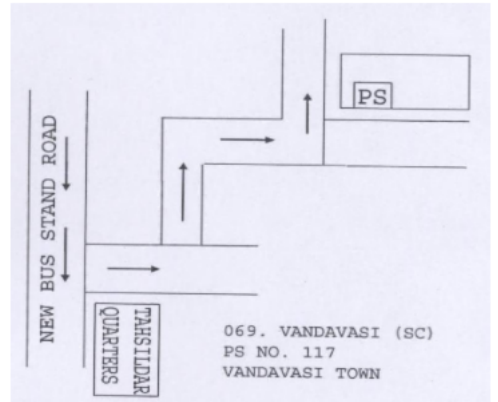 PS
NEW BUS STAND ROAD
TAHSILDAR
QUARTERS
069. VANDAVASI (SC)
PS NO. 117
VANDAVASI TOWN